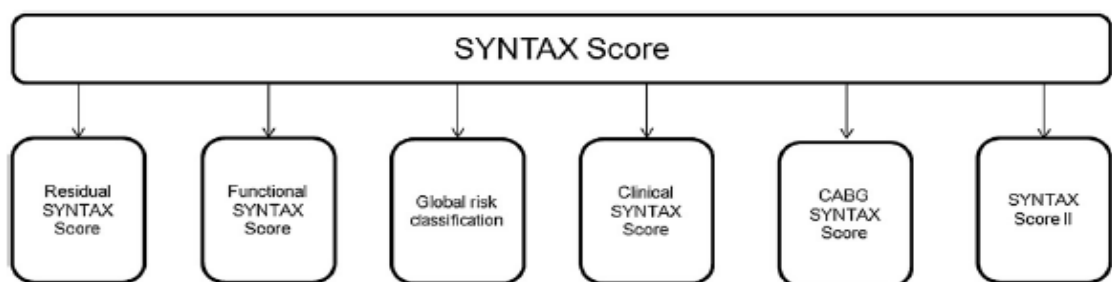 SYNTAX Score
Residual
SYNTAX
Score
Functional
SYNTAX
Score
Global risk
classification
Clinical
SYNTAX
Score
CABG
SYNTAX
Score
SYNTAX
Score II